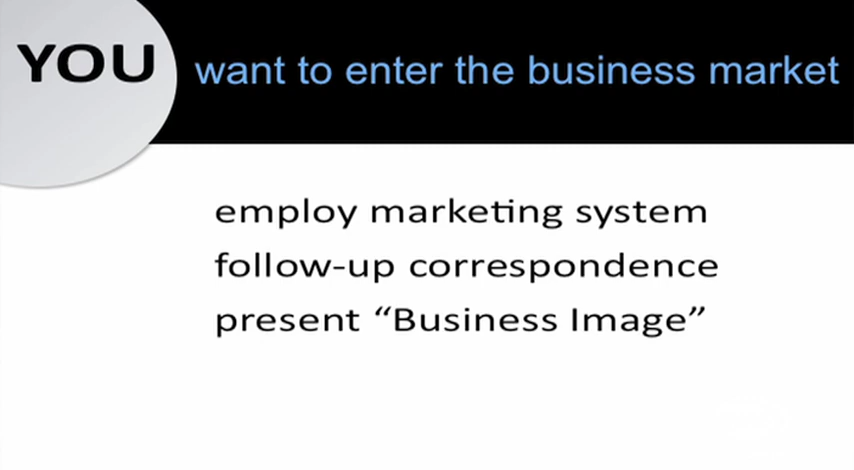 YOU want to enter the business market
employ marketing system
follow-up correspondence
present “Business Image”